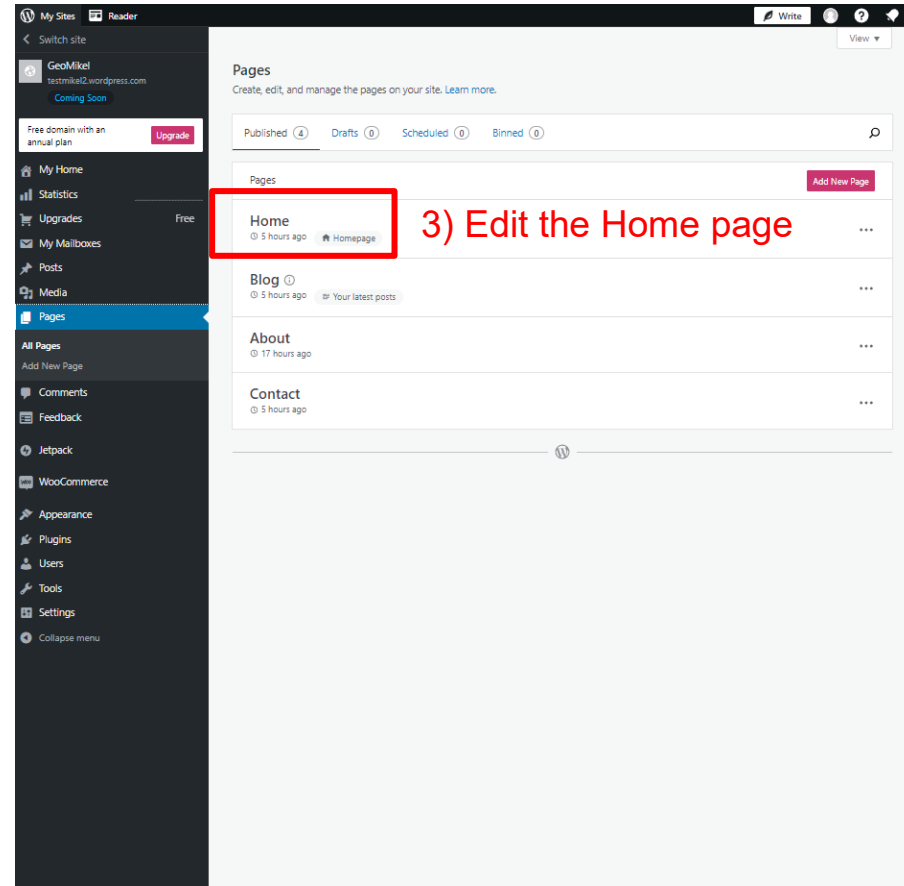 My Sites Reader Write
Switch site View
GeoMikel
testmikel2.wordpress.com
Coming Soon
Free domain with an
annual plan
Upgrade
My Home
Statistics
Upgrades Free
My Mailboxes
Posts
Media
Pages
All Pages
Add New Page
Comments
Feedback
Jetpack
WooCommerce
Appearance
Plugins
Users
Tools
Settings
Collapse menu
Pages
Create, edit, and manage the pages on your site. Learn more.
Published 4 Drafts 0 Scheduled 0 Binned 0
Pages Add New Page
Home
5 hours ago Homepage
3) Edit the Home page
Blog
5 hours ago Your latest posts
About
17 hours ago
Contact
5 hours ago